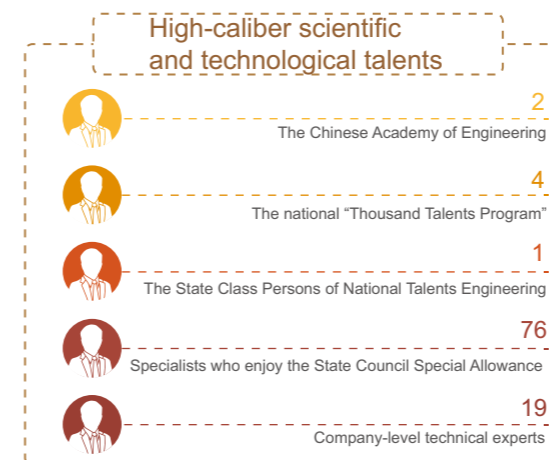 High-caliber scientific
and technological talents
2
The Chinese Academy of Engineering
4
The national “Thousand Talents Program”
1
The State Class Persons of National Talents Engineering
76
Specialists who enjoy the State Council Special Allowance
19
Company-level technical experts